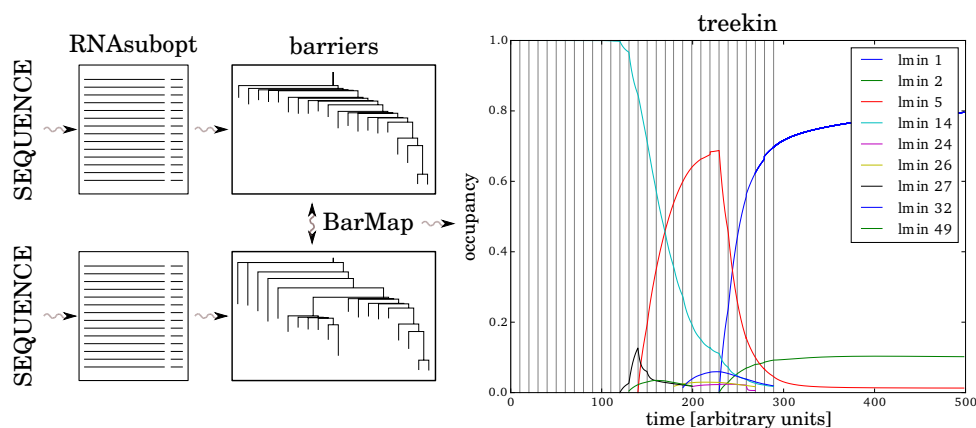 RNAsubopt
barriers
treekin
SEQUENCE
SEQUENCE
BarMap
occupancy
1.0
0.8
0.6
0.4
0.2
0.0
0
100
200
300
400
500
time [arbitrary units]
lmin 1
lmin 2
lmin 5
lmin 14
lmin 24
lmin 26
lmin 27
lmin 32
lmin 49